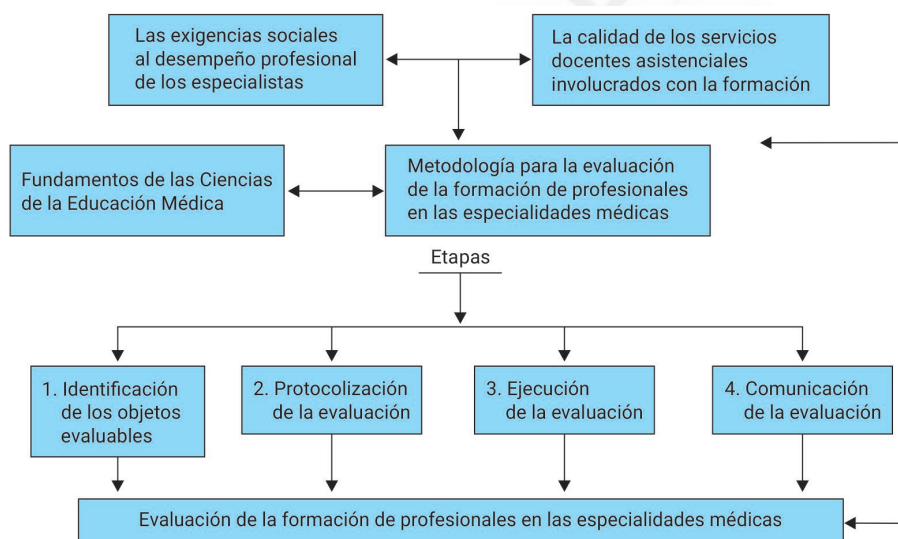 Las exigencias sociales
al desempeño profesional
de los especialistas
La calidad de los servicios
docentes asistenciales
involucrados con la formación
Fundamentos de las Ciencias
de la Educación Médica
Metodología para la evaluación
de la formación de profesionales
en las especialidades médicas
Etapas
1. Identificación
de los objetos
evaluables
2. Protocolización
de la evaluación
3. Ejecución
de la evaluación
4. Comunicación
de la evaluación
Evaluación de la formación de profesionales en las especialidades médicas